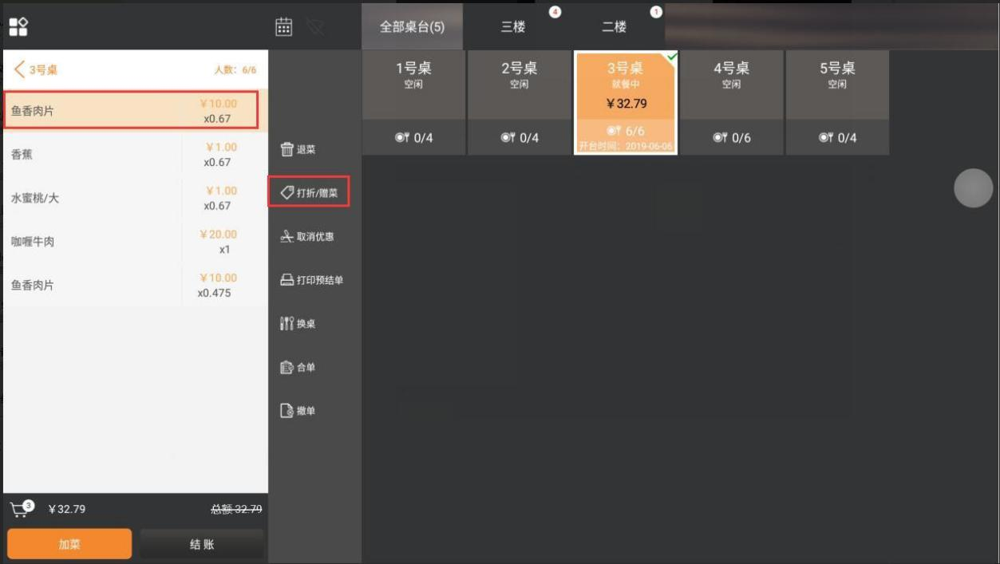 全部桌台(5)
三楼
4
二楼
1
3号桌
人数：6/6
鱼香肉片
￥10.00
x0.67
香蕉
￥1.00
x0.67
水蜜桃/大
￥1.00
x0.67
咖喱牛肉
￥20.00
x1
鱼香肉片
￥10.00
x0.475
3
￥32.79
总额 32.79
加菜
结 账
退菜
打折/赠菜
取消优惠
打印预结单
换桌
合单
撤单
1号桌
空闲
0/4
2号桌
空闲
0/4
3号桌
就餐中
￥32.79
6/6
开台时间：2019-06-06
4号桌
空闲
0/6
5号桌
空闲
0/4